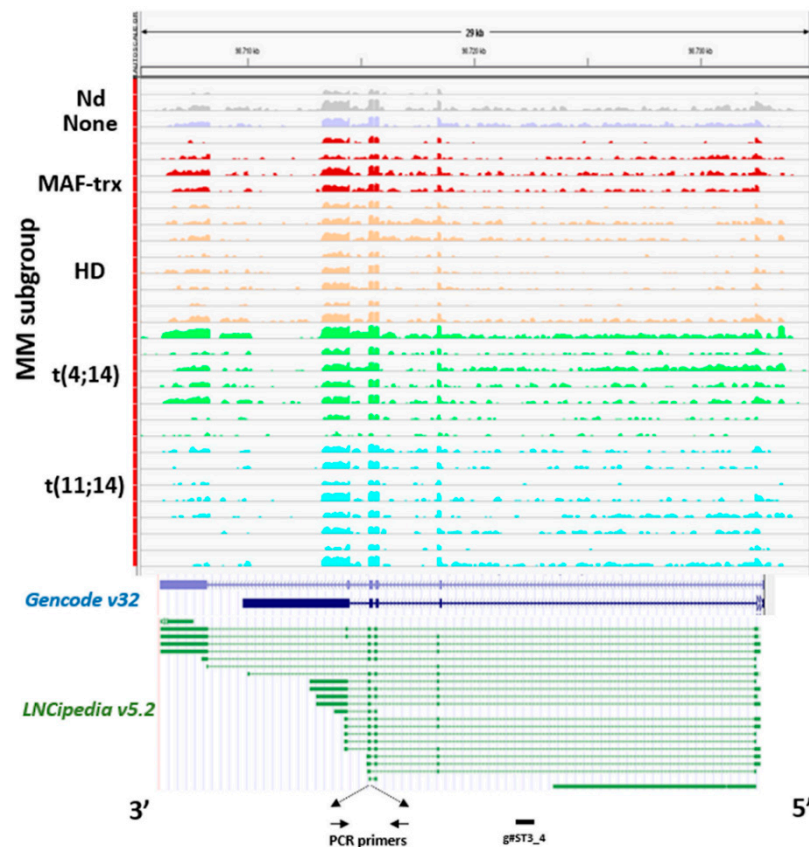 29 kb
Nd
None
MAF-trx
HD
t(4;14)
t(11;14)
MM subgroup
Gencode v32
LNCipedia v5.2
3’
5’
PCR primers
g#ST3_4